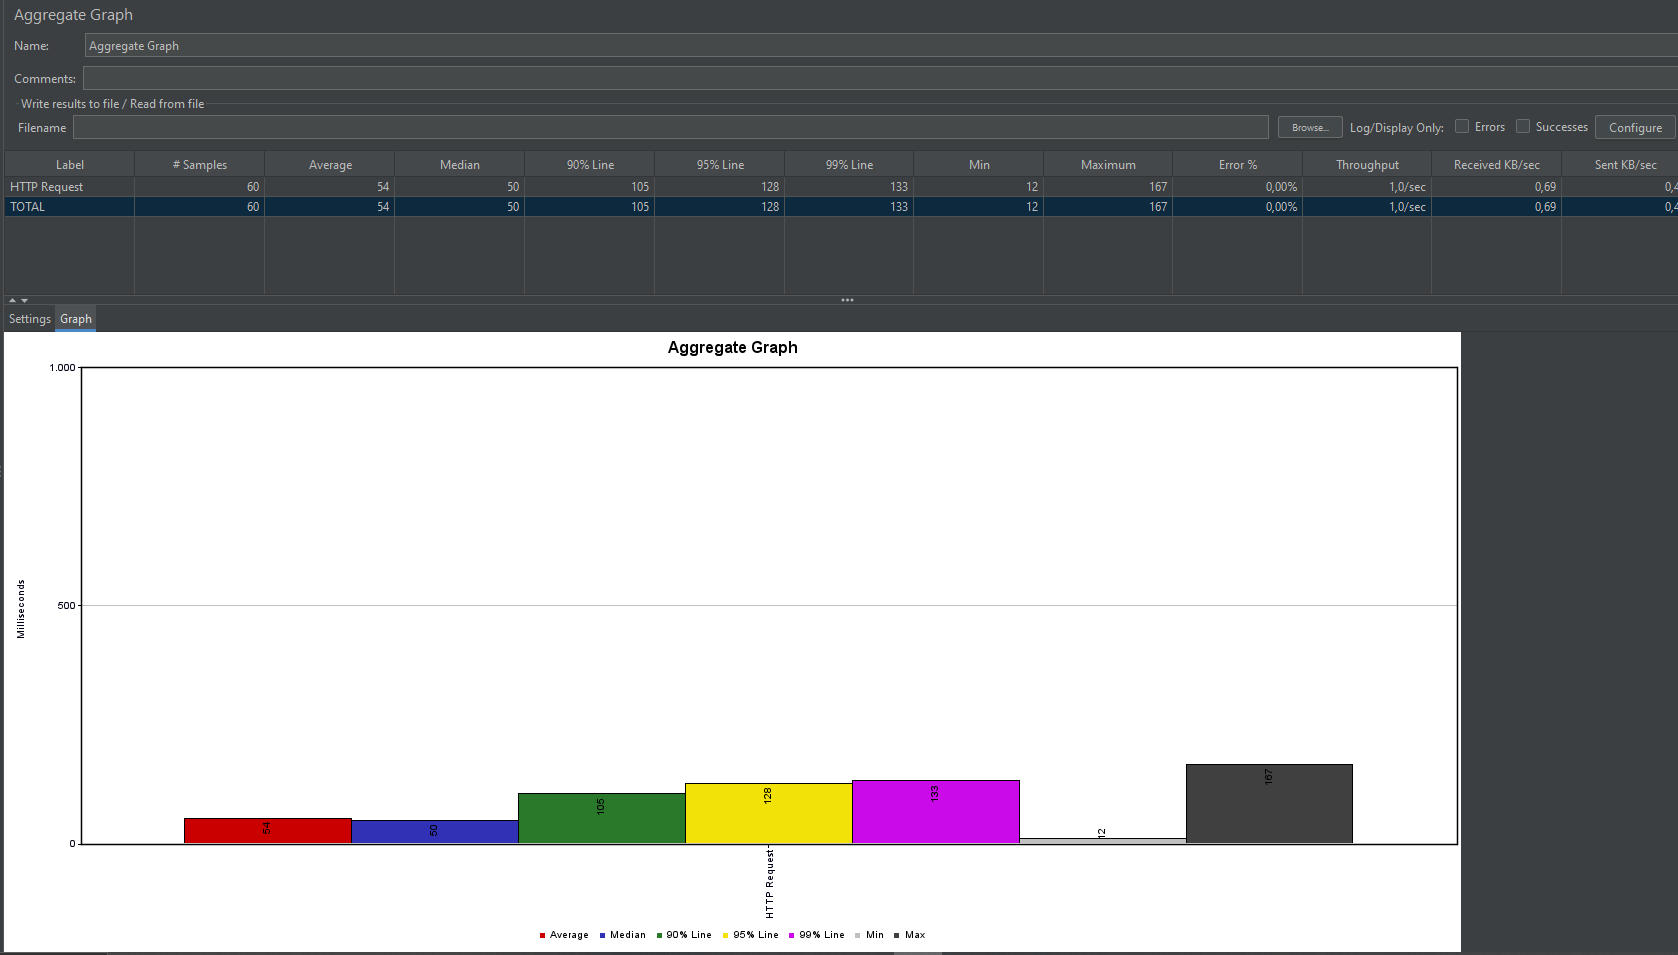 Aggregate Graph
Name: Aggregate Graph
Comments:
Write results to file / Read from file
Filename Browse... Log/Display Only: Errors Successes Configure
Label # Samples Average Median 90% Line 95% Line 99% Line Min Maximum Error % Throughput Received KB/sec Sent KB/sec
HTTP Request 60 54 50 105 128 133 12 167 0,00% 1,0/sec 0,69 0,4
TOTAL 60 54 50 105 128 133 12 167 0,00% 1,0/sec 0,69 0,4
Settings Graph
Aggregate Graph
1.000
Milliseconds
500
0
54 50 105 128 133 12 167
HTTP Request
Average Median 90% Line 95% Line 99% Line Min Max